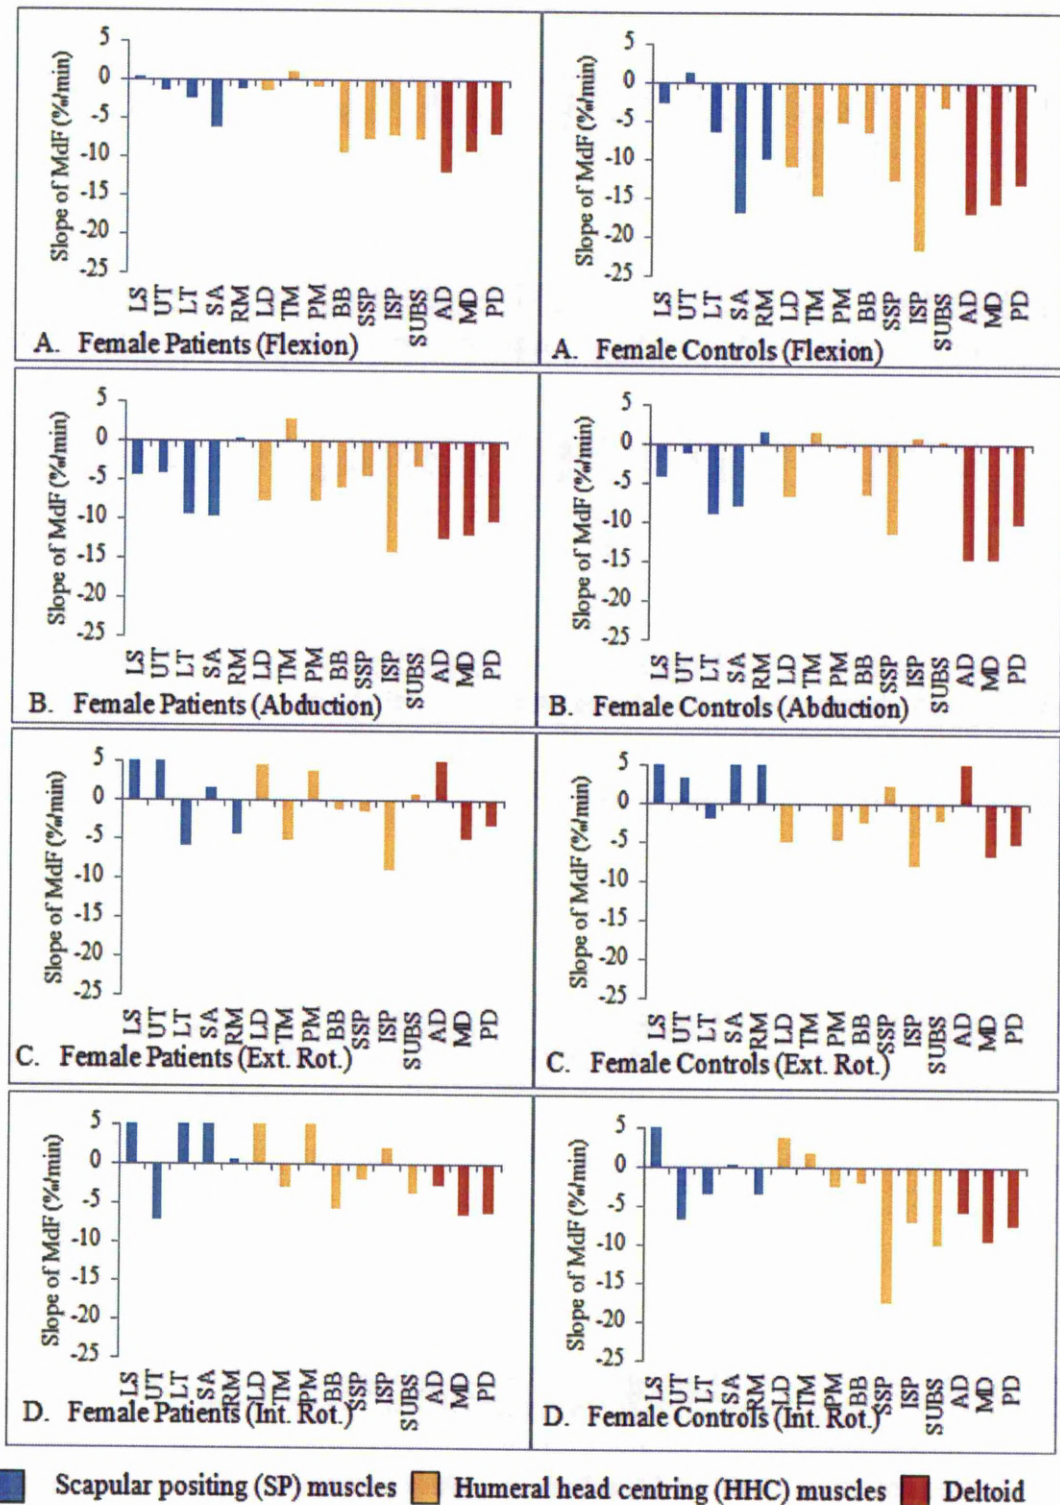 5
0
-5
-10
-15
-20
-25
Slope of MdF (‰/min)
LS UT LT SA RM LD TM PM BB SSP ISP SUBS AD MD PD
A. Female Patients (Flexion)
5
0
-5
-10
-15
-20
-25
Slope of MdF (‰/min)
LS UT LT SA RM LD TM PM BB SSP ISP SUBS AD MD PD
A. Female Controls (Flexion)
5
0
-5
-10
-15
-20
-25
Slope of MdF (‰/min)
LS UT LT SA RM LD TM PM BB SSP ISP SUBS AD MD PD
B. Female Patients (Abduction)
5
0
-5
-10
-15
-20
-25
Slope of MdF (‰/min)
LS UT LT SA RM LD TM PM BB SSP ISP SUBS AD MD PD
B. Female Controls (Abduction)
5
0
-5
-10
-15
-20
-25
Slope of MdF (‰/min)
LS UT LT SA RM LD TM PM BB SSP ISP SUBS AD MD PD
C. Female Patients (Ext. Rot.)
5
0
-5
-10
-15
-20
-25
Slope of MdF (‰/min)
LS UT LT SA RM LD TM PM BB SSP ISP SUBS AD MD PD
C. Female Controls (Ext. Rot.)
5
0
-5
-10
-15
-20
-25
Slope of MdF (‰/min)
LS UT LT SA RM LD TM PM BB SSP ISP SUBS AD MD PD
D. Female Patients (Int. Rot.)
5
0
-5
-10
-15
-20
-25
Slope of MdF (‰/min)
LS UT LT SA RM LD TM PM BB SSP ISP SUBS AD MD PD
D. Female Controls (Int. Rot.)
Scapular positing (SP) muscles Humeral head centring (HHC) muscles Deltoid